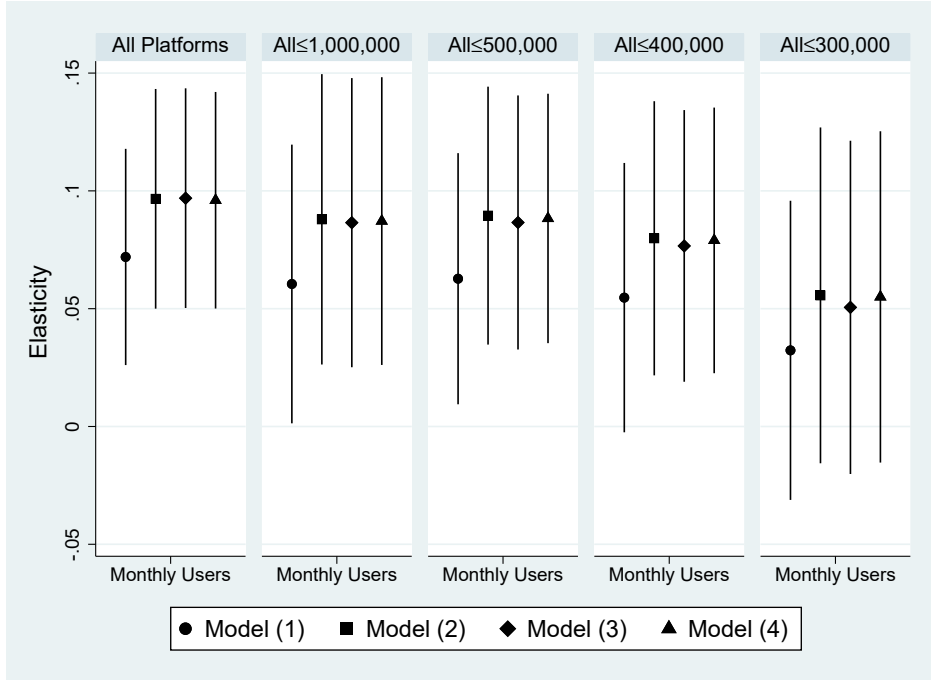 All Platforms
All≤1,000,000
All≤500,000
All≤400,000
All≤300,000
Elasticity
.15
.1
.05
0
-.05
Monthly Users
Monthly Users
Monthly Users
Monthly Users
Monthly Users
Model (1)
Model (2)
Model (3)
Model (4)